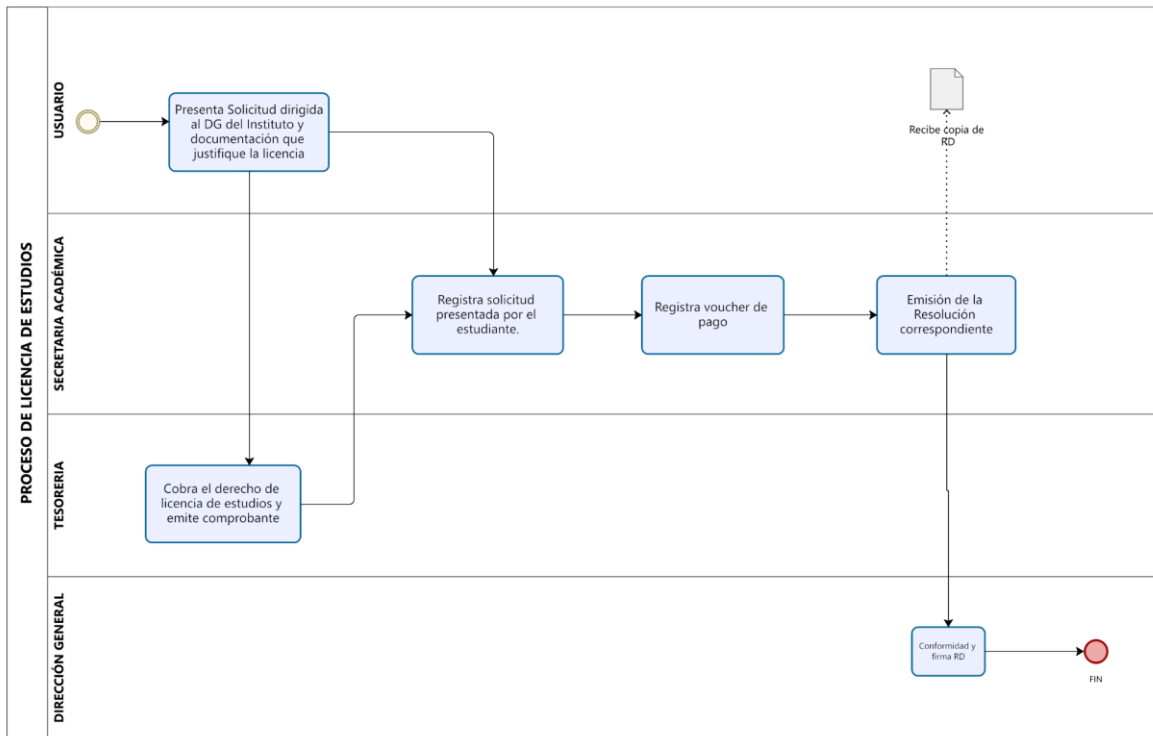 PROCESO DE LICENCIA DE ESTUDIOS
USUARIO
Presenta Solicitud dirigida
al DG del Instituto y
documentación que
justifique la licencia
Recibe copia de
RD
SECRETARIA ACADÉMICA
Registra solicitud
presentada por el
estudiante.
Registra voucher de
pago
Emisión de la
Resolución
correspondiente
TESORERIA
Cobra el derecho de
licencia de estudios y
emite comprobante
DIRECCIÓN GENERAL
Conformidad y
firma RD
FIN